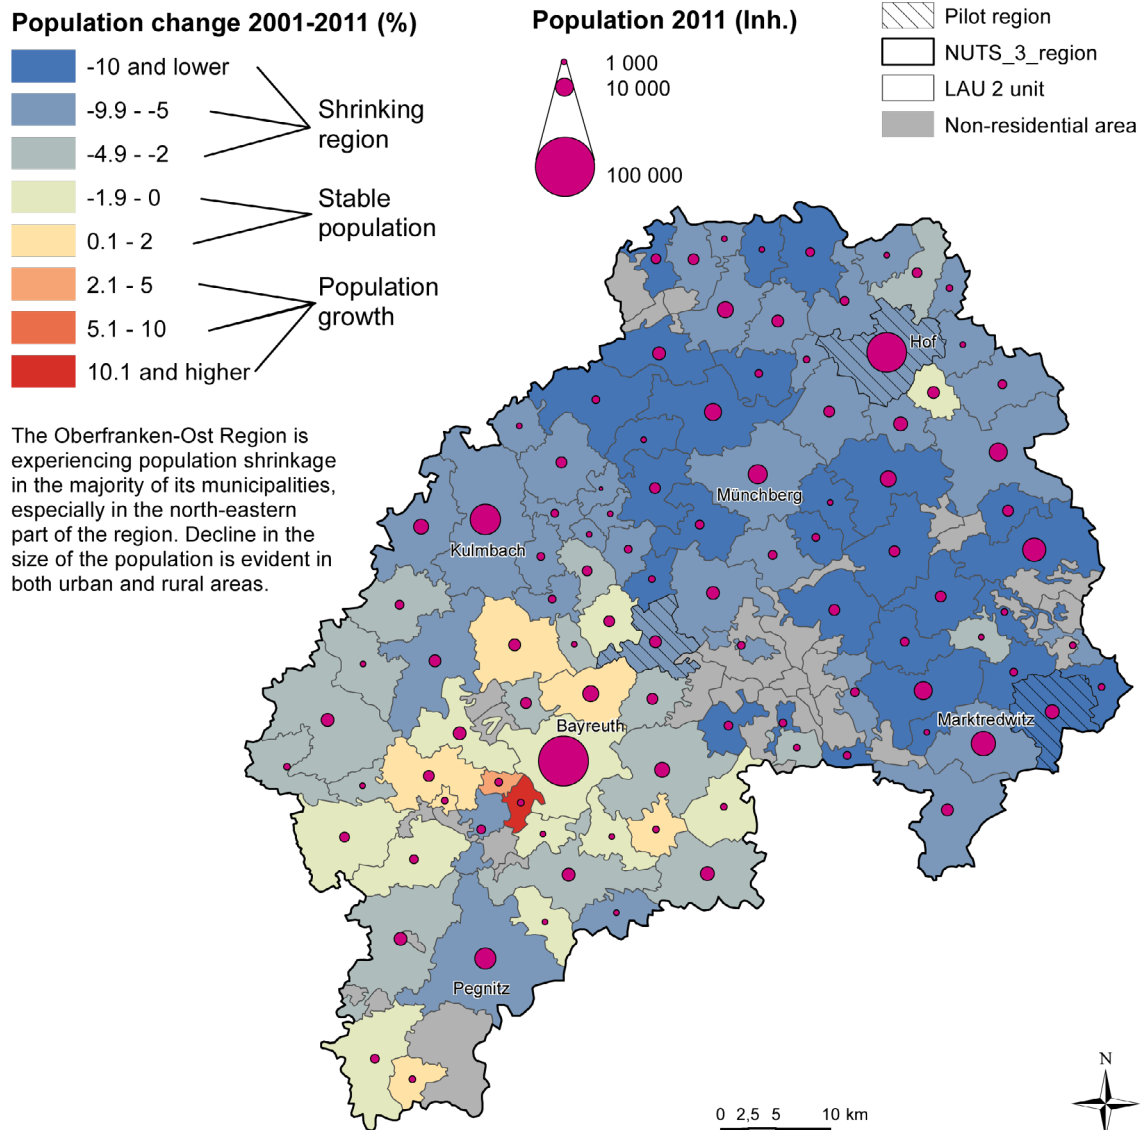 Population change 2001-2011 (%)
-10 and lower
-9.9 - -5
-4.9 - -2
-1.9 - 0
0.1 - 2
2.1 - 5
5.1 - 10
10.1 and higher
Shrinking
region
Stable
population
Population
growth
Population 2011 (Inh.)
1 000
10 000
100 000
Pilot region
NUTS_3_region
LAU 2 unit
Non-residential area
The Oberfranken-Ost Region is
experiencing population shrinkage
in the majority of its municipalities,
especially in the north-eastern
part of the region. Decline in the
size of the population is evident in
both urban and rural areas.
Hof
Münchberg
Kulmbach
Bayreuth
Marktredwitz
Pegnitz
N
0 2,5 5 10 km